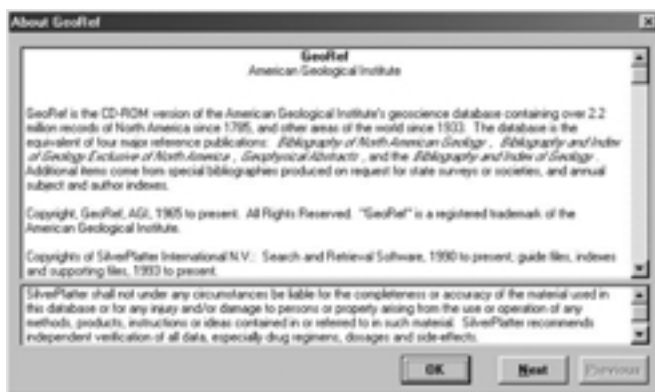 About GeoRef
GeoRef
American Geological Institute
GeoRef is the CD-ROM version of the American Geological Institute's geoscience database containing over 2.2
million records of North America since 1785, and other areas of the world since 1933. The database is the
equivalent of four major reference publications: Bibliography of North American Geology, Bibliography and Index
of Geology Exclusive of North America, Geophysical Abstracts, and the Bibliography and Index of Geology.
Additional items come from special bibliographies produced on request for state surveys or societies, and annual
subject and author indexes.
Copyright, GeoRef, AGI, 1985 to present. All Rights Reserved. "GeoRef" is a registered trademark of the
American Geological Institute.
Copyrights of SilverPlatter International N.V.: Search and Retrieval Software, 1990 to present; guide files, indexes
and supporting files, 1993 to present.
SilverPlatter shall not under any circumstances be liable for the completeness or accuracy of the material used in
this database or for any injury and/or damage to persons or property arising from the use or operation of any
methods, products, instructions or ideas contained in or referred to in such material. SilverPlatter recommends
independent verification of all data, especially drug regimens, dosages and side-effects.
OK Next Previous